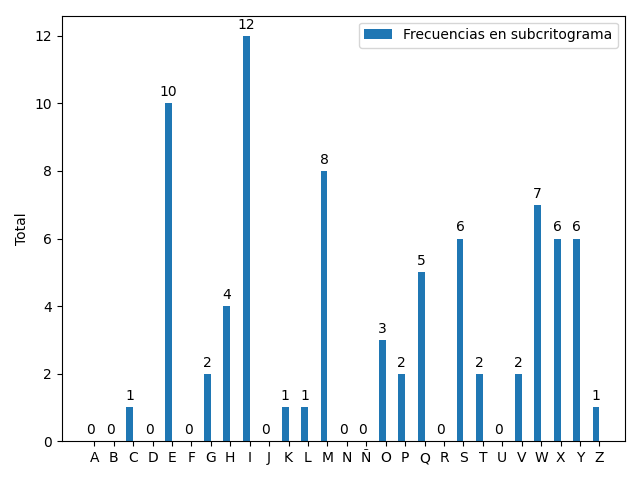 Frecuencias en subcritograma
Total
12
10
8
6
4
2
0
0 0 1 0 10 0 2 4 12 0 1 1 8 0 0 3 2 5 0 6 2 0 2 7 6 6 1
A B C D E F G H I J K L M N Ñ O P Q R S T U V W X Y Z